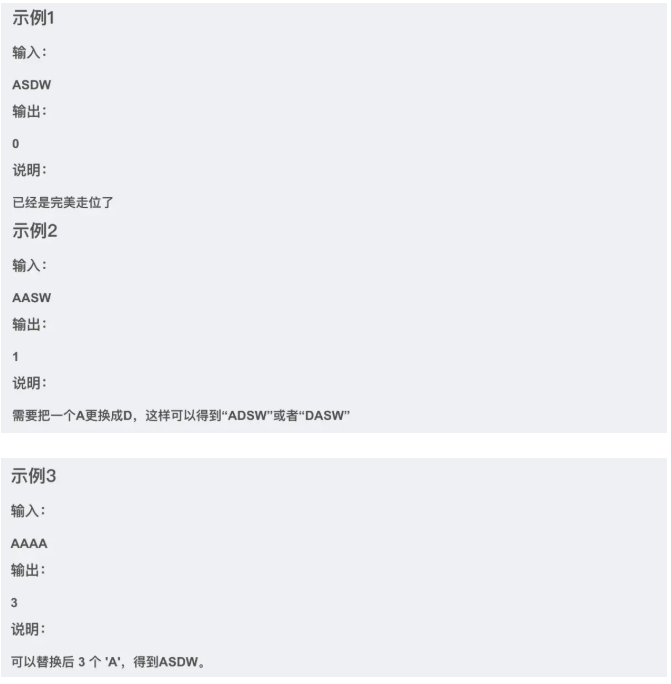 示例1
输入：
ASDW
输出：
0
说明：
已经是完美走位了
示例2
输入：
AASW
输出：
1
说明：
需要把一个A更换成D，这样可以得到“ADSW”或者“DASW”
示例3
输入：
AAAA
输出：
3
说明：
可以替换后 3 个 'A'，得到ASDW。